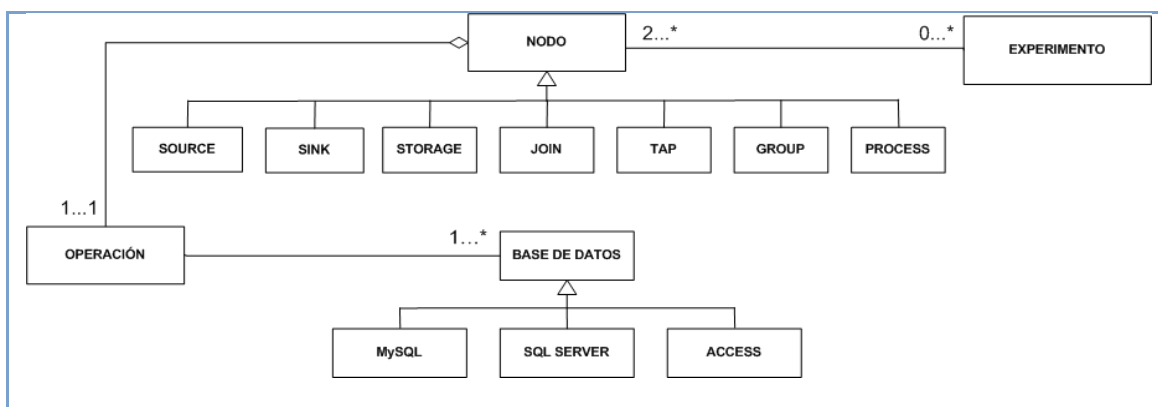 NODO
2...*
0...*
EXPERIMENTO
SOURCE
SINK
STORAGE
JOIN
TAP
GROUP
PROCESS
1...1
OPERACIÓN
1...*
BASE DE DATOS
MySQL
SQL SERVER
ACCESS